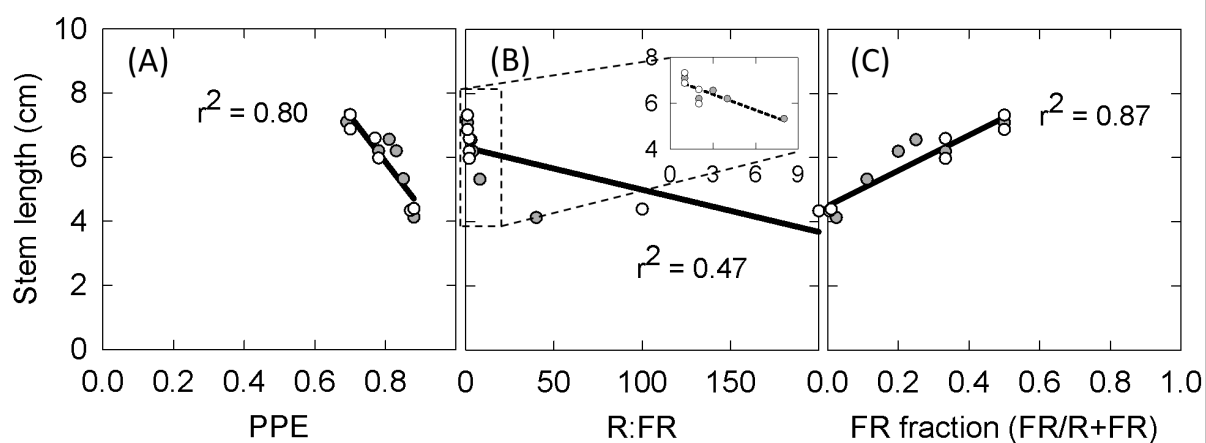 Stem length (cm)
10
8
6
4
2
0
(A)
r2 = 0.80
0.0 0.2 0.4 0.6 0.8
PPE
(B)
8
6
4
0 3 6 9
r2 = 0.47
0 50 100 150
R:FR
(C)
r2 = 0.87
0.0 0.2 0.4 0.6 0.8 1.0
FR fraction (FR/R+FR)